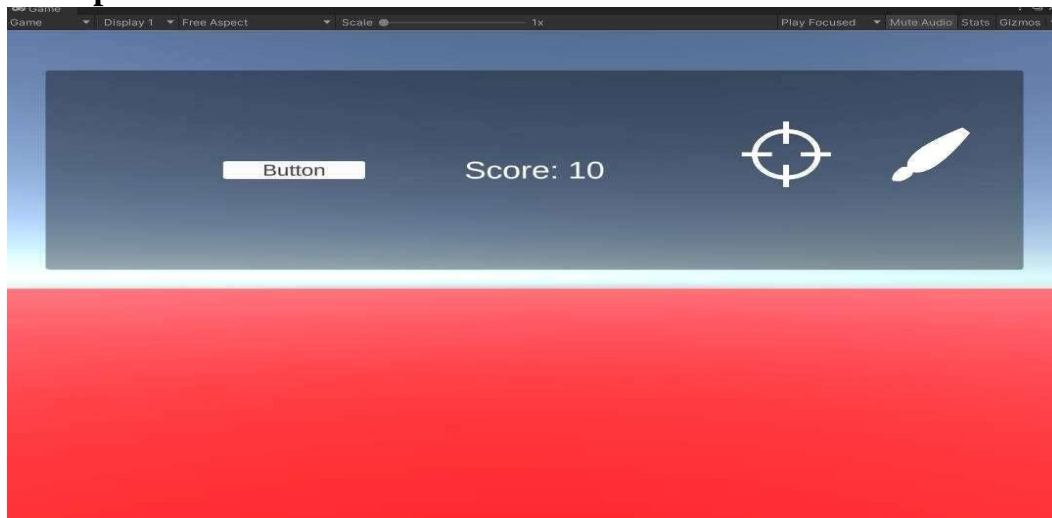 Game
Game Display 1 Free Aspect Scale 1x Play Focused Mute Audio Stats Gizmos
Button Score: 10